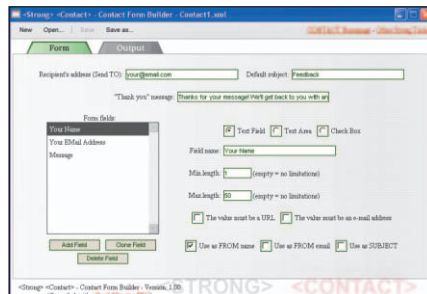 <Strong> <Contact> - Contact Form Builder - Contact1.xml
New Open... Save Save as...
Form Output
Recipient's address (Send TO): your@email.com Default subject: Feedback
"Thank you" message: Thanks for your message! We'll get back to you with an
Form fields:
Your Name
Your EMail Address
Message
Text Field Text Area Check Box
Field name: Your Name
Min.length: 1 (empty = no limitations)
Max.length: 50 (empty = no limitations)
The value must be a URL The value must be an e-mail address
Add Field Clone Field
Delete Field
Use as FROM name Use as FROM email Use as SUBJECT
<Strong> <Contact> - Contact Form Builder - Version: 1.00
<STRONG> <CONTACT>